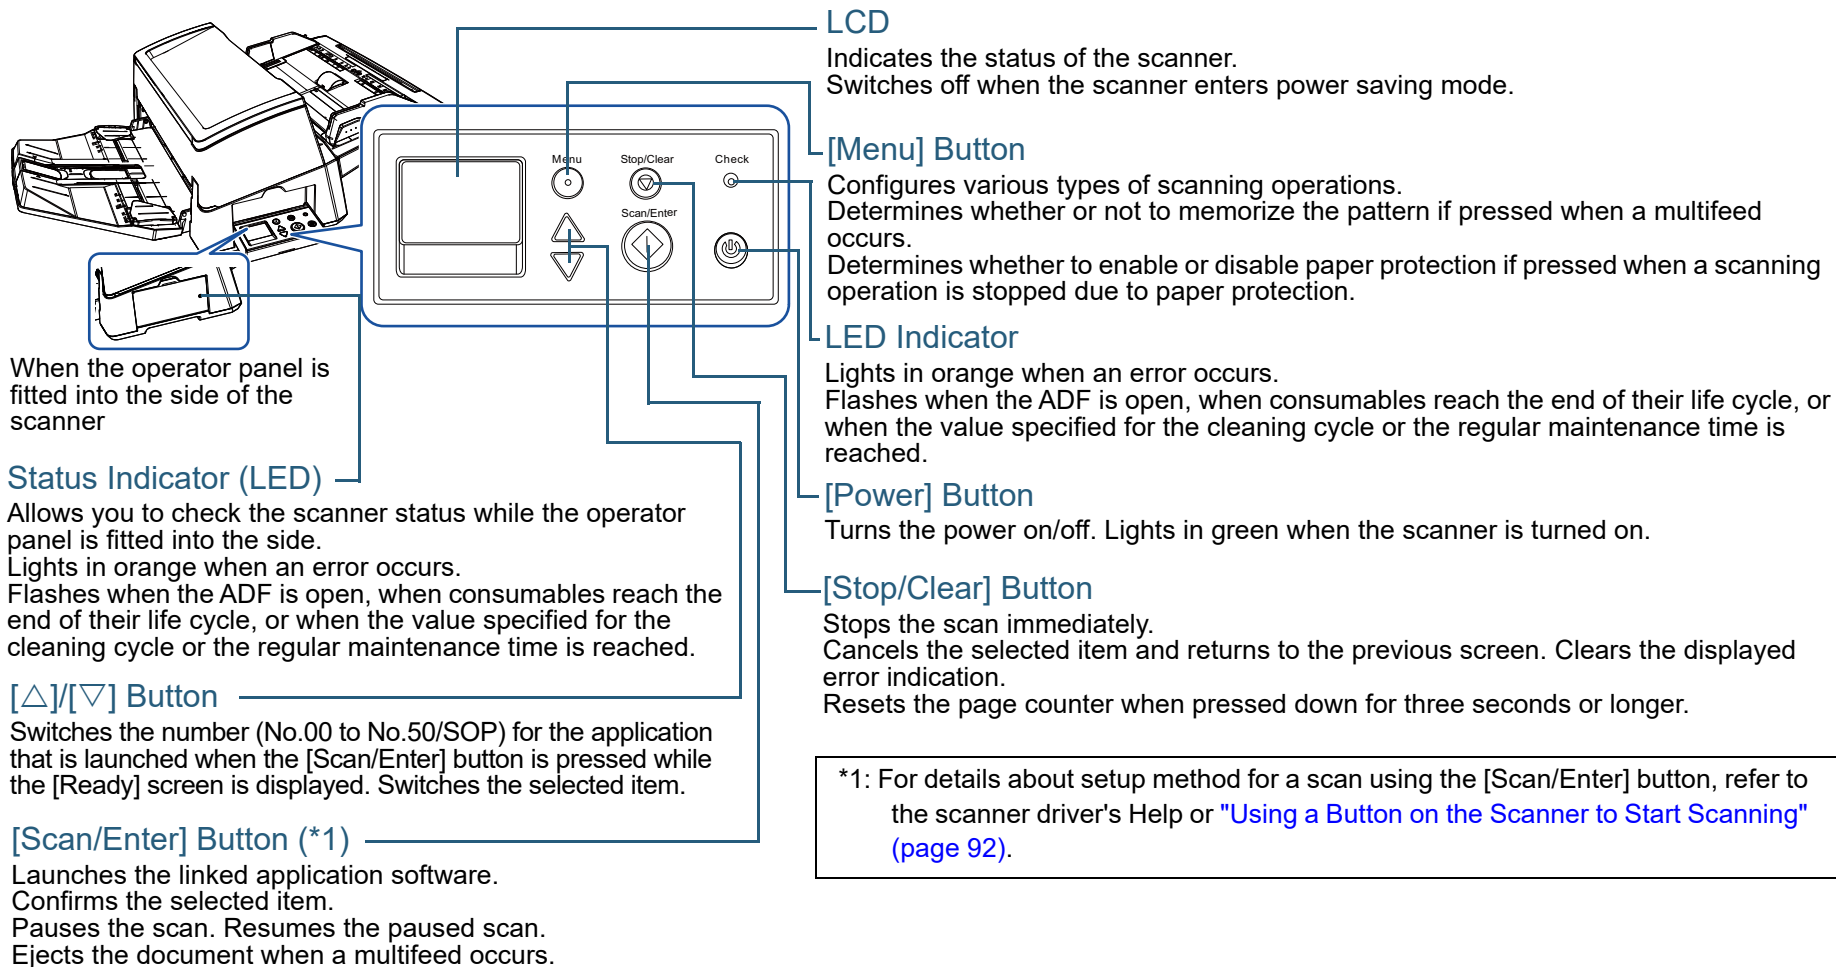 LCD
Indicates the status of the scanner.
Switches off when the scanner enters power saving mode.
[Menu] Button
Configures various types of scanning operations.
Determines whether or not to memorize the pattern if pressed when a multifeed
occurs.
Determines whether to enable or disable paper protection if pressed when a scanning
operation is stopped due to paper protection.
Menu
Stop/Clear
Check
Scan/Enter
LED Indicator
Lights in orange when an error occurs.
Flashes when the ADF is open, when consumables reach the end of their life cycle, or
when the value specified for the cleaning cycle or the regular maintenance time is
reached.
[Power] Button
Turns the power on/off. Lights in green when the scanner is turned on.
[Stop/Clear] Button
Stops the scan immediately.
Cancels the selected item and returns to the previous screen. Clears the displayed
error indication.
Resets the page counter when pressed down for three seconds or longer.
When the operator panel is
fitted into the side of the
scanner
Status Indicator (LED)
Allows you to check the scanner status while the operator
panel is fitted into the side.
Lights in orange when an error occurs.
Flashes when the ADF is open, when consumables reach the
end of their life cycle, or when the value specified for the
cleaning cycle or the regular maintenance time is reached.
[△]/[▽] Button
Switches the number (No.00 to No.50/SOP) for the application
that is launched when the [Scan/Enter] button is pressed while
the [Ready] screen is displayed. Switches the selected item.
[Scan/Enter] Button (*1)
Launches the linked application software.
Confirms the selected item.
Pauses the scan. Resumes the paused scan.
Ejects the document when a multifeed occurs.
*1: For details about setup method for a scan using the [Scan/Enter] button, refer to
the scanner driver's Help or "Using a Button on the Scanner to Start Scanning"
(page 92).